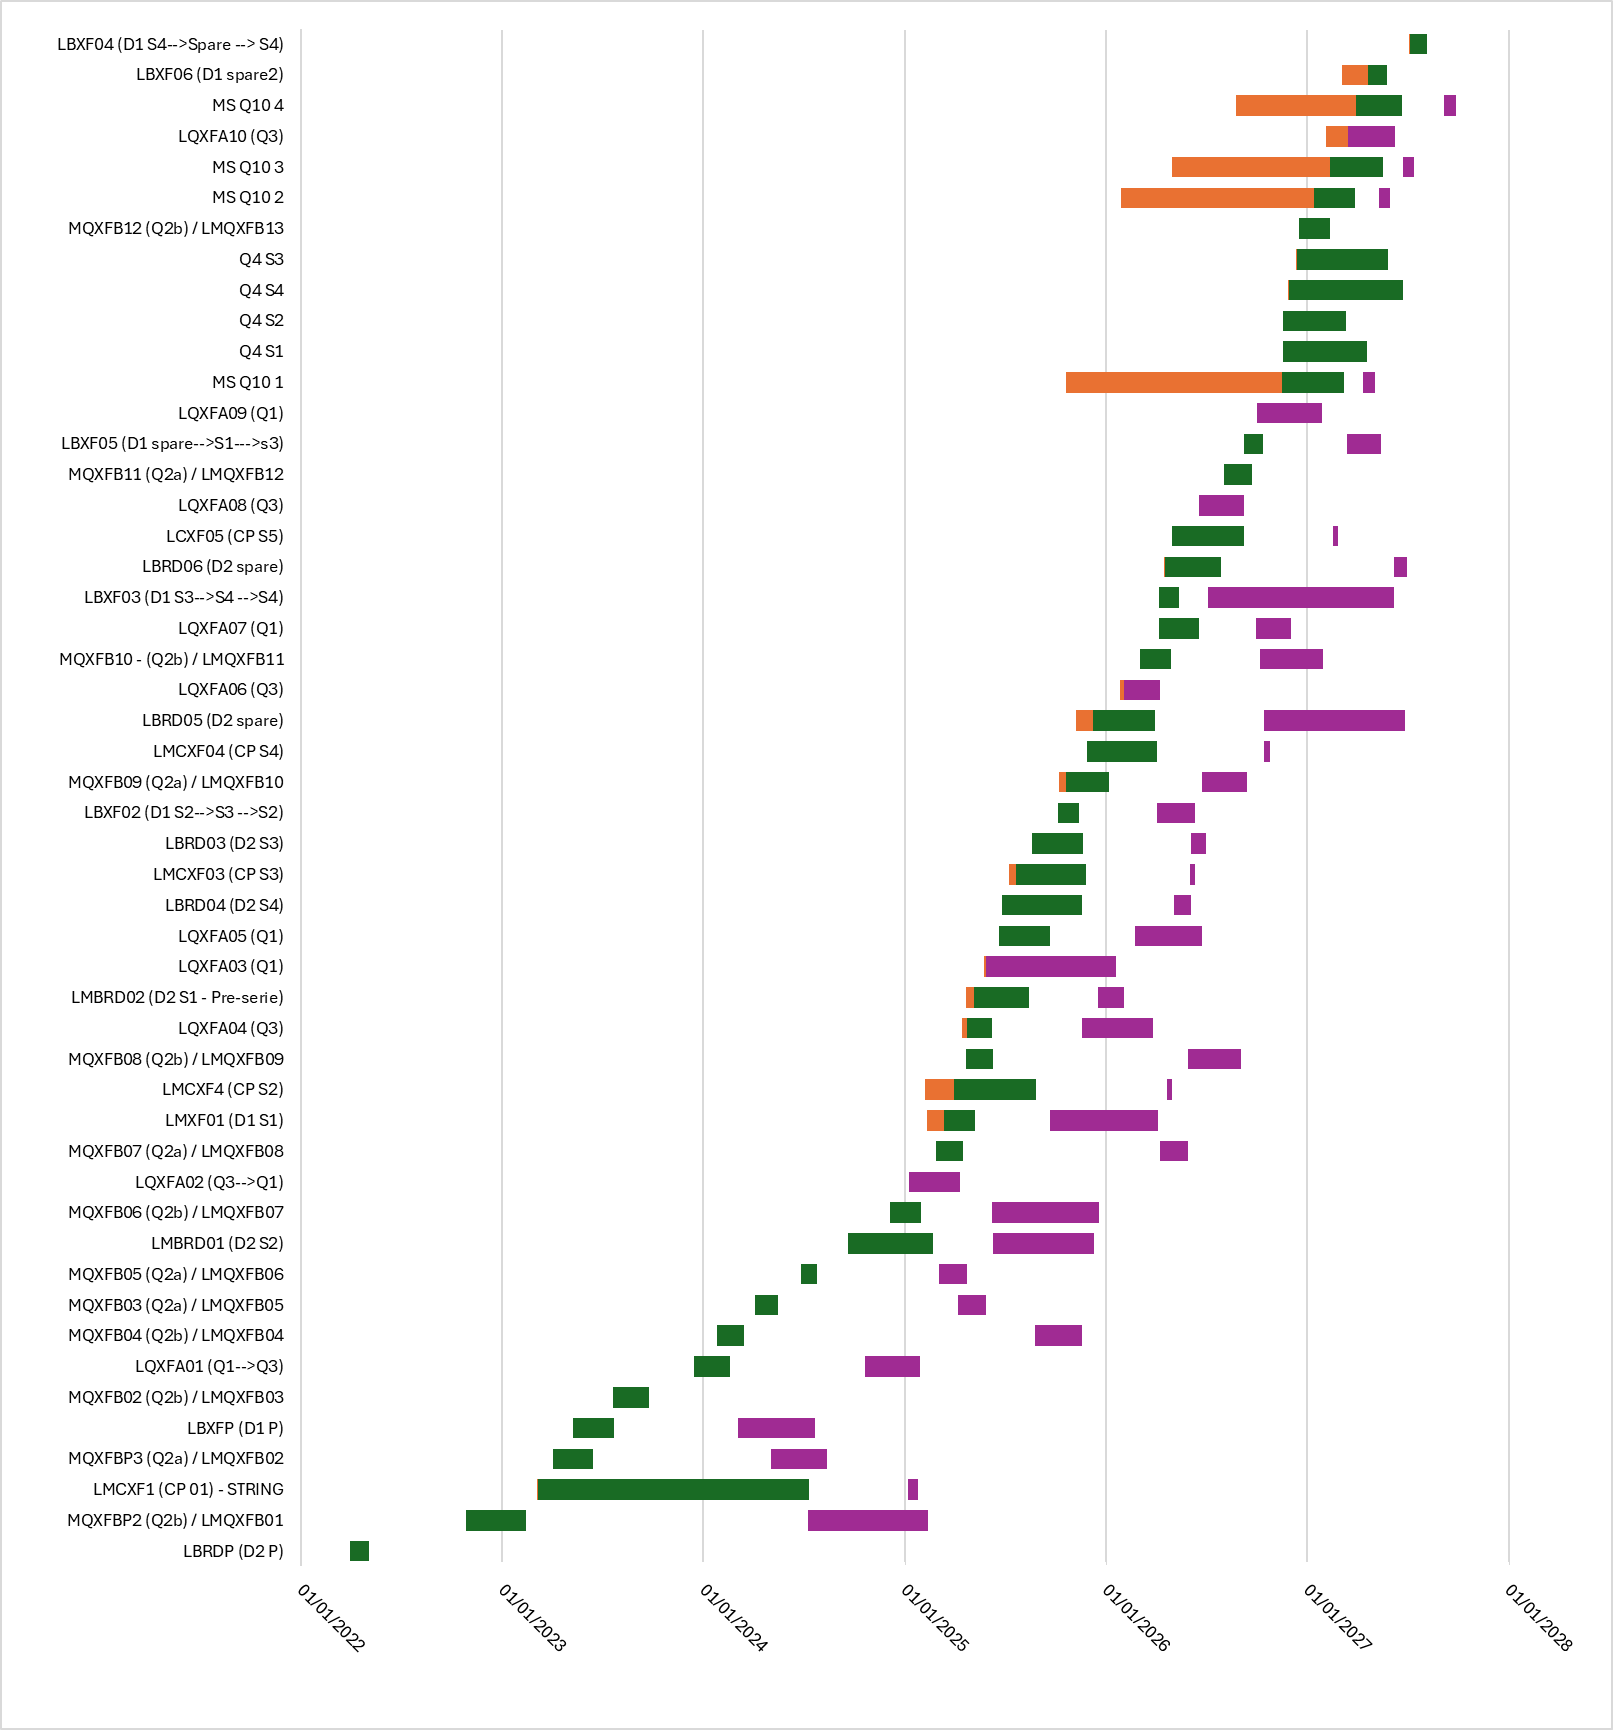 LBXF04 (D1 S4-->Spare --> S4)
LBXF06 (D1 spare2)
MS Q10 4
LQXFA10 (Q3)
MS Q10 3
MS Q10 2
MQXFB12 (Q2b) / LMQXFB13
Q4 S3
Q4 S4
Q4 S2
Q4 S1
MS Q10 1
LQXFA09 (Q1)
LBXF05 (D1 spare-->S1--->s3)
MQXFB11 (Q2a) / LMQXFB12
LQXFA08 (Q3)
LCXF05 (CP S5)
LBRD06 (D2 spare)
LBXF03 (D1 S3-->S4 -->S4)
LQXFA07 (Q1)
MQXFB10 - (Q2b) / LMQXFB11
LQXFA06 (Q3)
LBRD05 (D2 spare)
LMCXF04 (CP S4)
MQXFB09 (Q2a) / LMQXFB10
LBXF02 (D1 S2-->S3 -->S2)
LBRD03 (D2 S3)
LMCXF03 (CP S3)
LBRD04 (D2 S4)
LQXFA05 (Q1)
LQXFA03 (Q1)
LMBRD02 (D2 S1 - Pre-serie)
LQXFA04 (Q3)
MQXFB08 (Q2b) / LMQXFB09
LMCXF4 (CP S2)
LMXF01 (D1 S1)
MQXFB07 (Q2a) / LMQXFB08
LQXFA02 (Q3-->Q1)
MQXFB06 (Q2b) / LMQXFB07
LMBRD01 (D2 S2)
MQXFB05 (Q2a) / LMQXFB06
MQXFB03 (Q2a) / LMQXFB05
MQXFB04 (Q2b) / LMQXFB04
LQXFA01 (Q1-->Q3)
MQXFB02 (Q2b) / LMQXFB03
LBXFP (D1 P)
MQXFBP3 (Q2a) / LMQXFB02
LMCXF1 (CP 01) - STRING
MQXFBP2 (Q2b) / LMQXFB01
LBRDP (D2 P)
01/01/2022
01/01/2023
01/01/2024
01/01/2025
01/01/2026
01/01/2027
01/01/2028